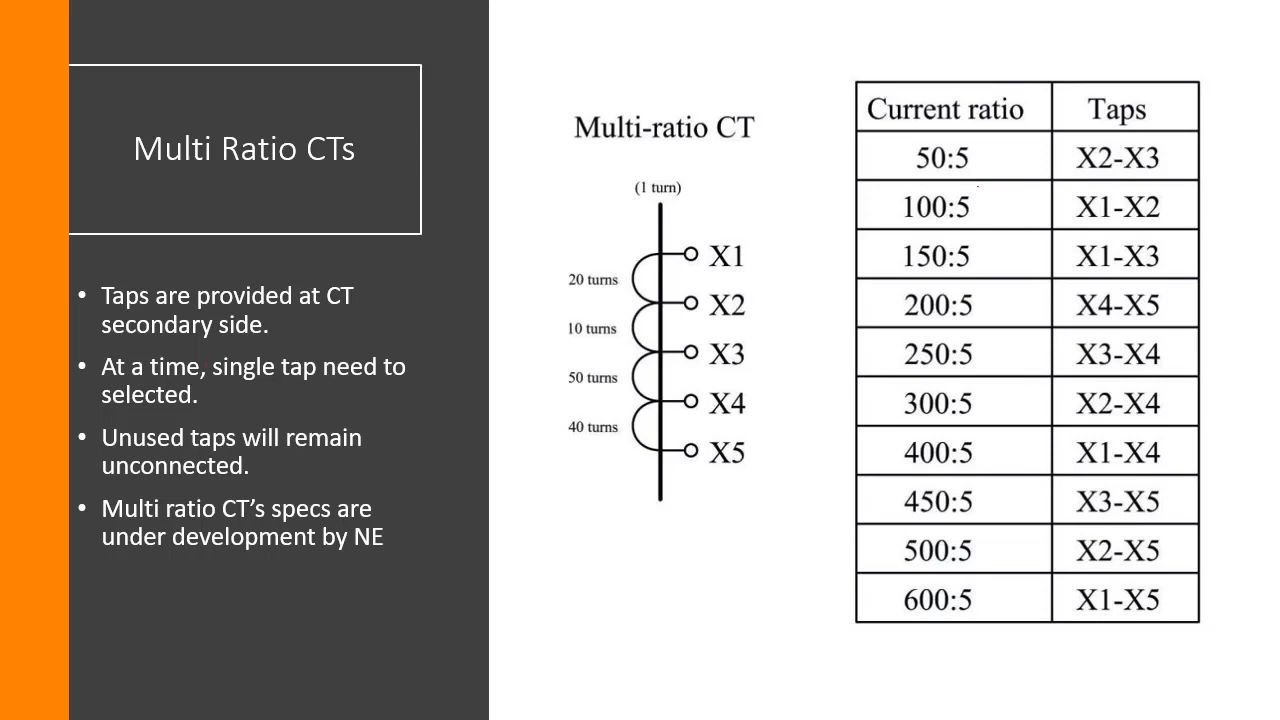 Multi Ratio CTs
• Taps are provided at CT
secondary side.
• At a time, single tap need to
selected.
• Unused taps will remain
unconnected.
• Multi ratio CT’s specs are
under development by NE
Multi-ratio CT
(1 turn)
X1
20 turns
X2
10 turns
X3
50 turns
X4
40 turns
X5
Current ratio Taps
50:5 X2-X3
100:5 X1-X2
150:5 X1-X3
200:5 X4-X5
250:5 X3-X4
300:5 X2-X4
400:5 X1-X4
450:5 X3-X5
500:5 X2-X5
600:5 X1-X5